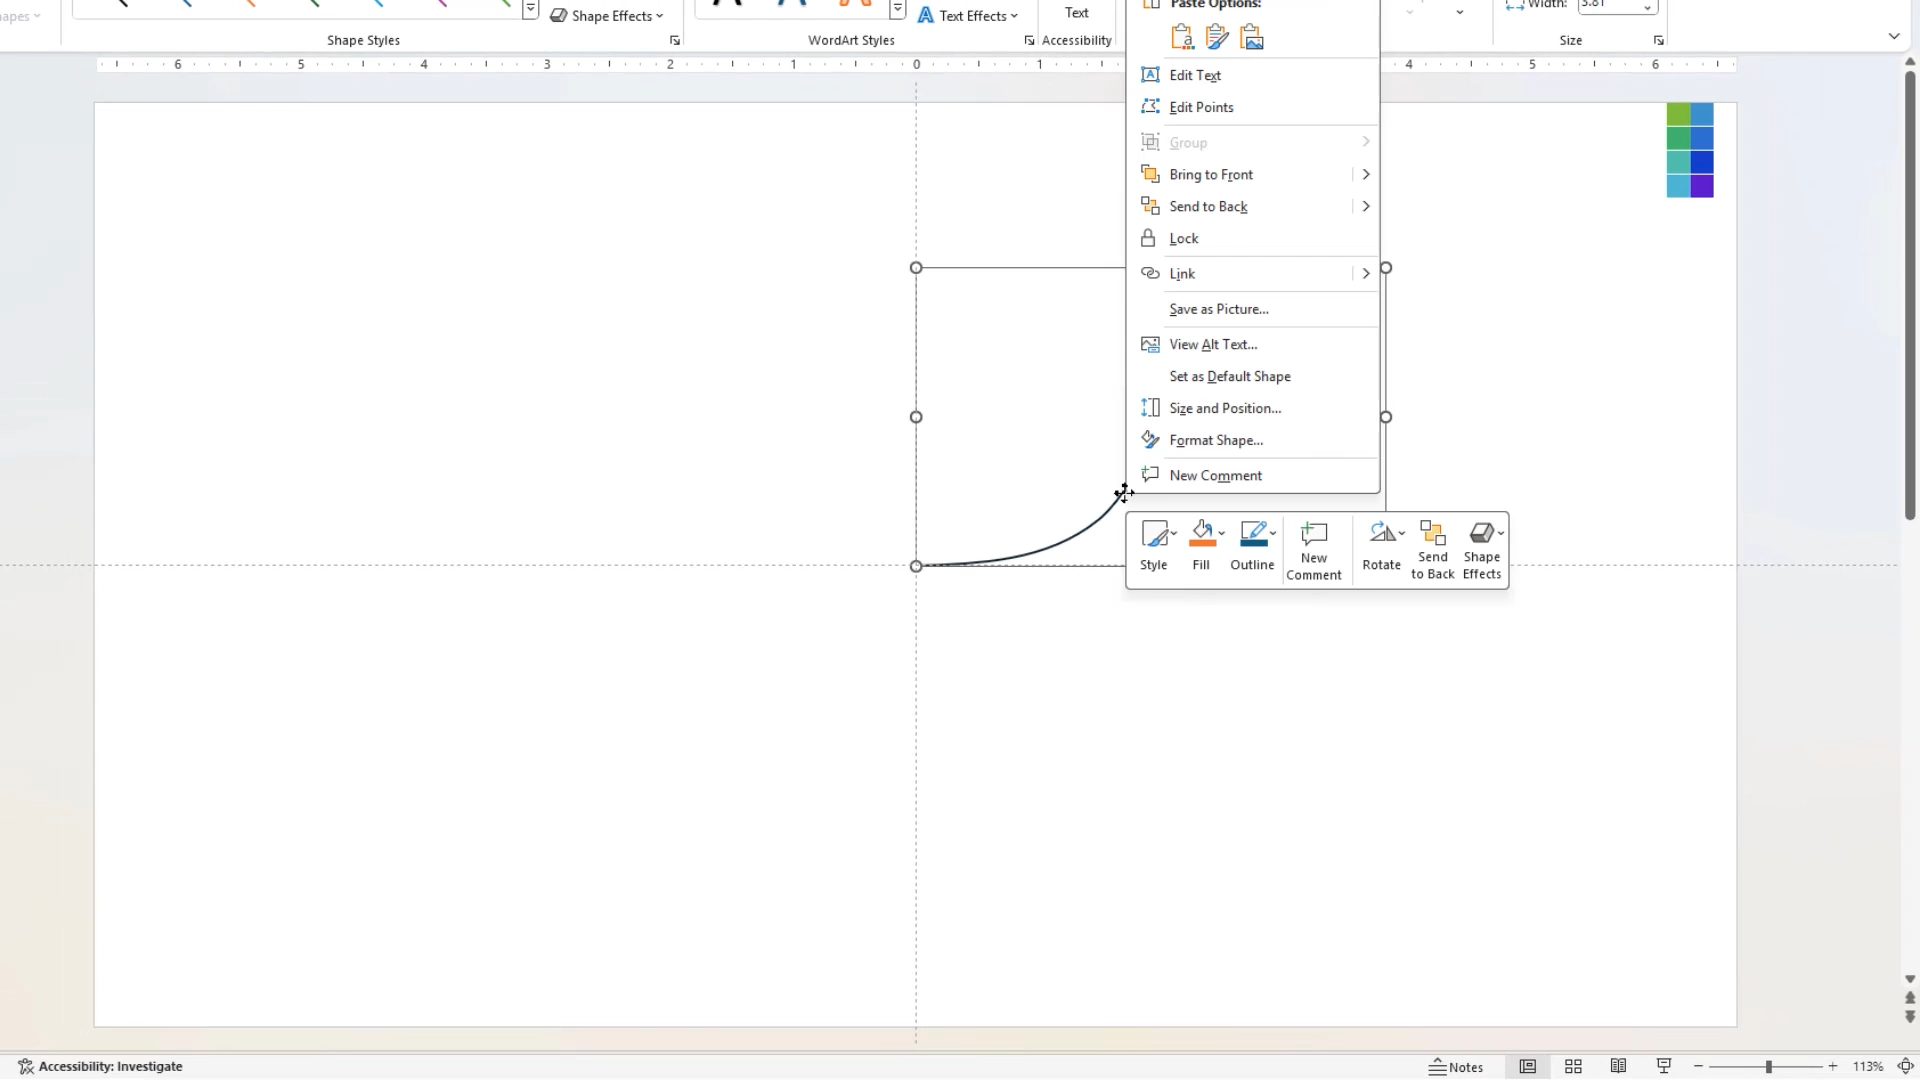 Shape Effects
Text Effects
Text
Width: 3.81
Shape Styles
WordArt Styles
Accessibility
Size
6 5 4 3 2 1 0 1 4 5 6
Paste Options:
Edit Text
Edit Points
Group
Bring to Front
Send to Back
Lock
Link
Save as Picture...
View Alt Text...
Set as Default Shape
Size and Position...
Format Shape...
New Comment
Style
Fill
Outline
New
Comment
Rotate
Send
to Back
Shape
Effects
Accessibility: Investigate
Notes
113%